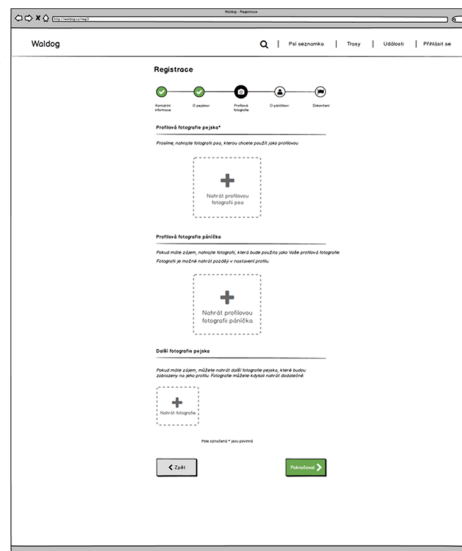 Waldog - Registrace
http://waldog.cz/reg3
Waldog
Psí seznamka
Trasy
Události
Přihlásit se
Registrace
Kontaktní informace
O pejskovi
Profilové fotografie
O páníčkovi
Dokončení
Profilová fotografie pejska*
Prosíme, nahrajte fotografii psa, kterou chcete použít jako profilovou
Nahrát profilovou
fotografii psa
Profilová fotografie páníčka
Pokud máte zájem, nahrajte fotografii, která bude použita jako Vaše profilová fotografie
Fotografii je možné nahrát později v nastavení profilu
Nahrát profilovou
fotografii páníčka
Další fotografie pejska
Pokud máte zájem, můžete nahrát další fotografie pejska, které budou
zobrazeny na jeho profilu. Fotografie můžete kdykoli nahrát dodatečně
Nahrát fotografie
Pole označená * jsou povinná
Zpět
Pokračovat